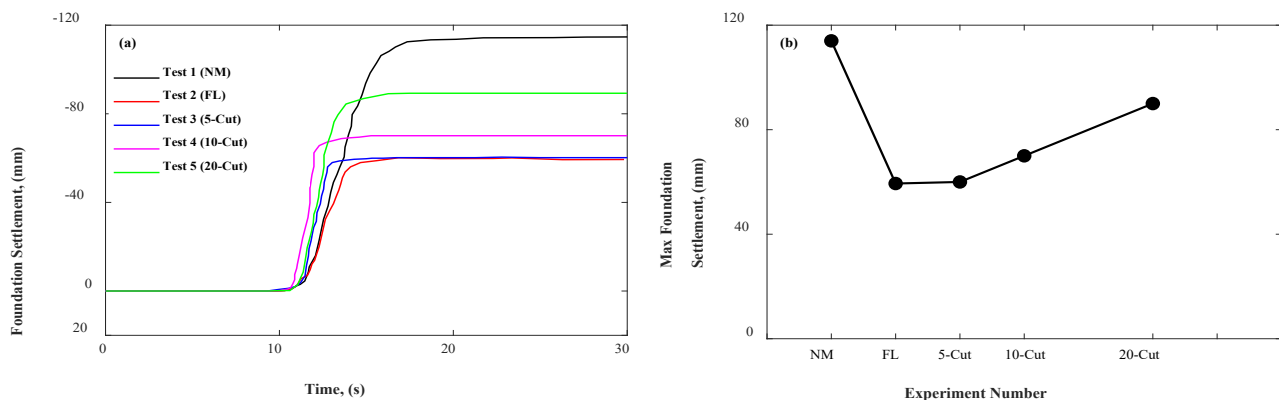 (a)
Test 1 (NM)
Test 2 (FL)
Test 3 (5-Cut)
Test 4 (10-Cut)
Test 5 (20-Cut)
Foundation Settlement, (mm)
-120
-80
-40
0
20
0 10 20 30
Time, (s)
(b)
Max Foundation
Settlement, (mm)
120
80
40
0
NM FL 5-Cut 10-Cut 20-Cut
Experiment Number